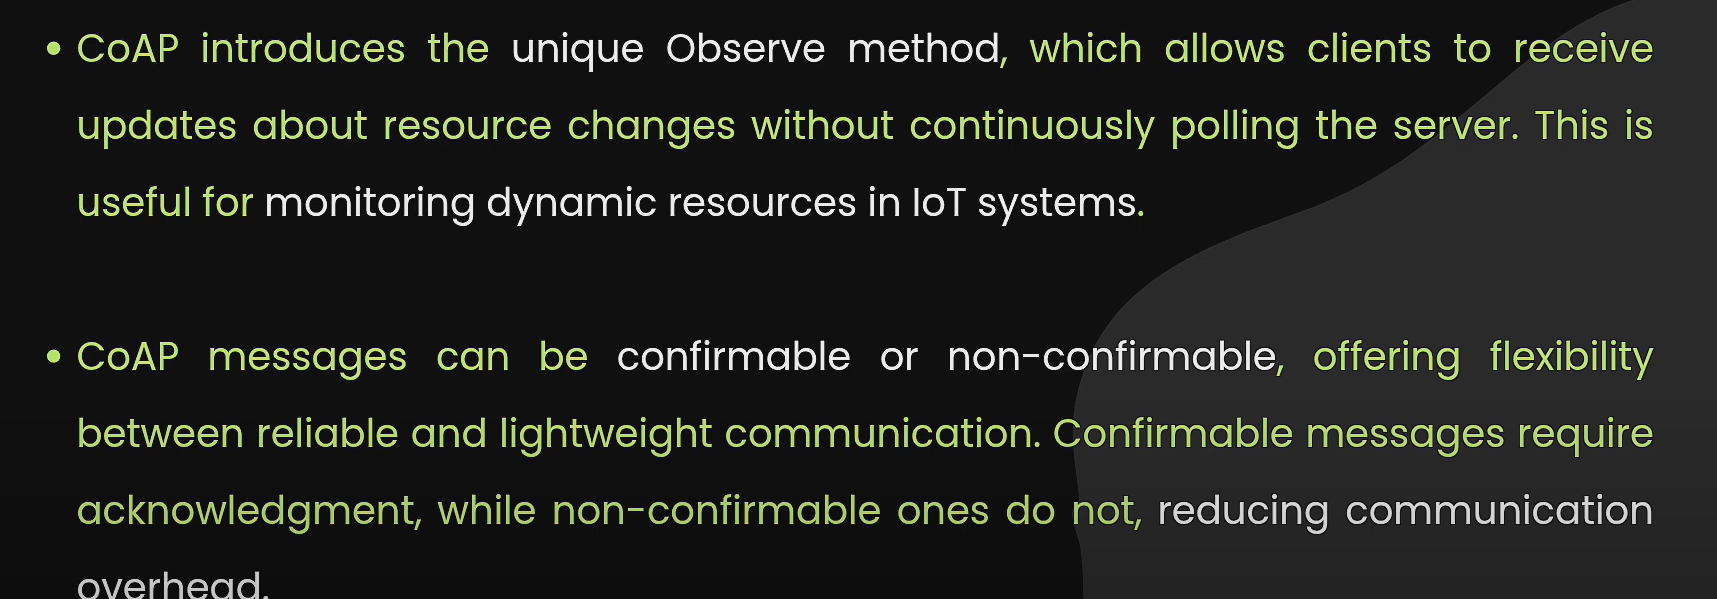 • CoAP introduces the unique Observe method, which allows clients to receive
updates about resource changes without continuously polling the server. This is
useful for monitoring dynamic resources in IoT systems.
• CoAP messages can be confirmable or non-confirmable, offering flexibility
between reliable and lightweight communication. Confirmable messages require
acknowledgment, while non-confirmable ones do not, reducing communication
overhead.